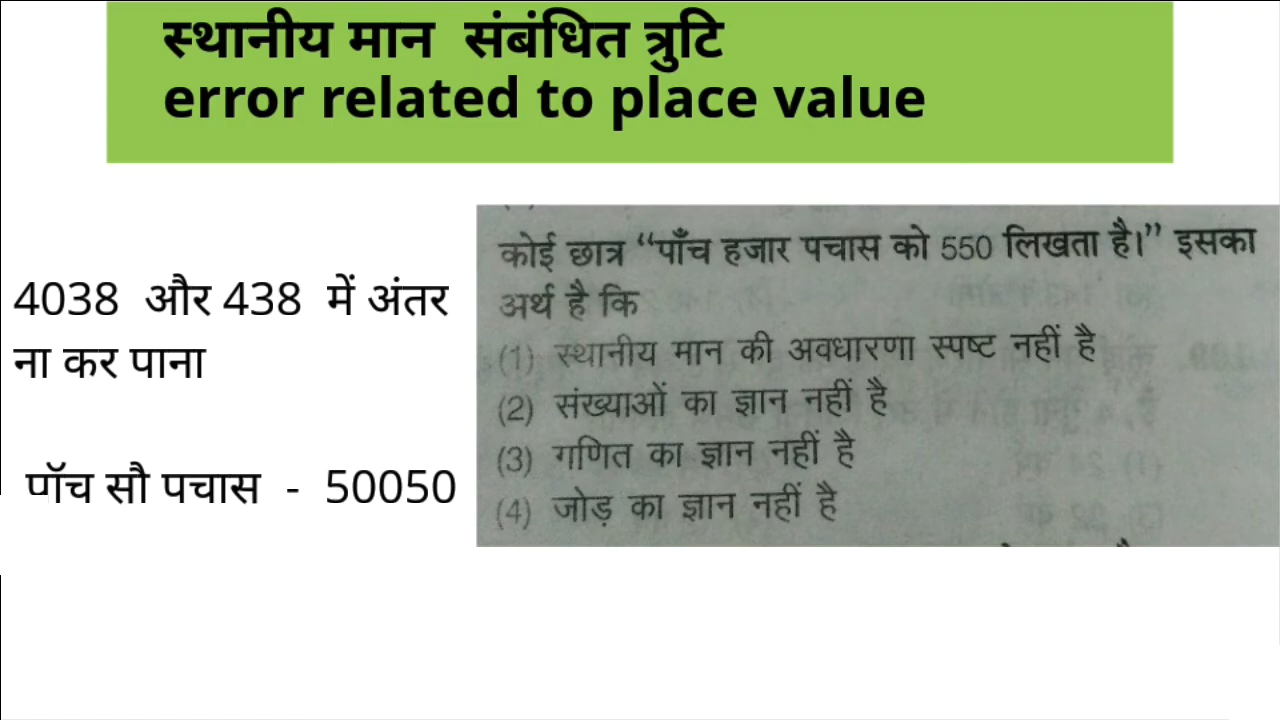 स्थानीय मान संबंधित त्रुटि
error related to place value
4038 और 438 में अंतर
ना कर पाना
पॉच सौ पचास - 50050
कोई छात्र “पाँच हजार पचास को 550 लिखता है।” इसका
अर्थ है कि
(1) स्थानीय मान की अवधारणा स्पष्ट नहीं है
(2) संख्याओं का ज्ञान नहीं है
(3) गणित का ज्ञान नहीं है
(4) जोड़ का ज्ञान नहीं है